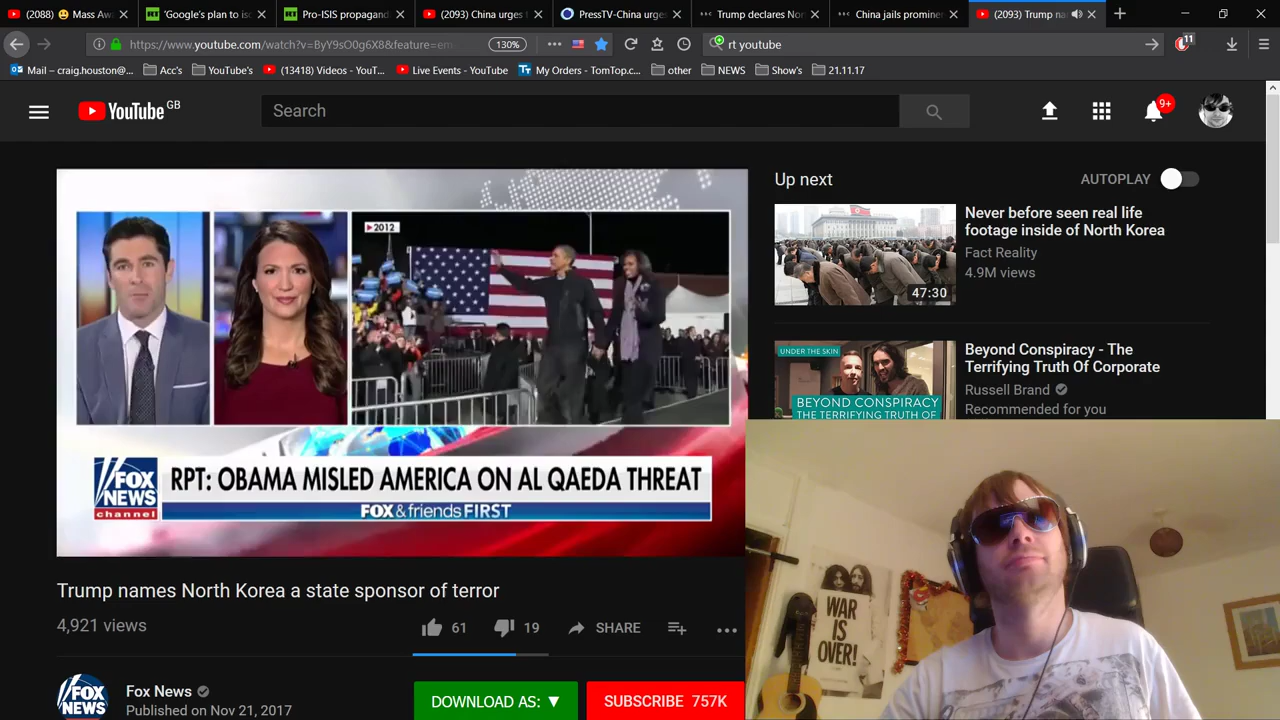 (2088) 😃 Mass Awa
'Google's plan to iso
Pro-ISIS propagand
(2093) China urges t
PressTV-China urge
Trump declares Nor
China jails prominer
(2093) Trump na
https://www.youtube.com/watch?v=ByY9sO0g6X8&feature=em
130%
rt youtube
11
Mail – craig.houston@...
Acc's
YouTube's
(13418) Videos - YouT...
Live Events - YouTube
My Orders - TomTop.c...
other
NEWS
Show's
21.11.17
YouTube GB
Search
9+
2012
FOX
NEWS
channel
RPT: OBAMA MISLED AMERICA ON AL QAEDA THREAT
FOX & friends FIRST
Trump names North Korea a state sponsor of terror
4,921 views
61
19
SHARE
FOX
NEWS
Fox News
Published on Nov 21, 2017
DOWNLOAD AS: ▼
SUBSCRIBE 757K
Up next
AUTOPLAY
47:30
Never before seen real life
footage inside of North Korea
Fact Reality
4.9M views
UNDER THE SKIN
BEYOND CONSPIRACY
THE TERRIFYING TRUTH OF
Beyond Conspiracy - The
Terrifying Truth Of Corporate
Russell Brand
Recommended for you
WAR
IS
OVER!